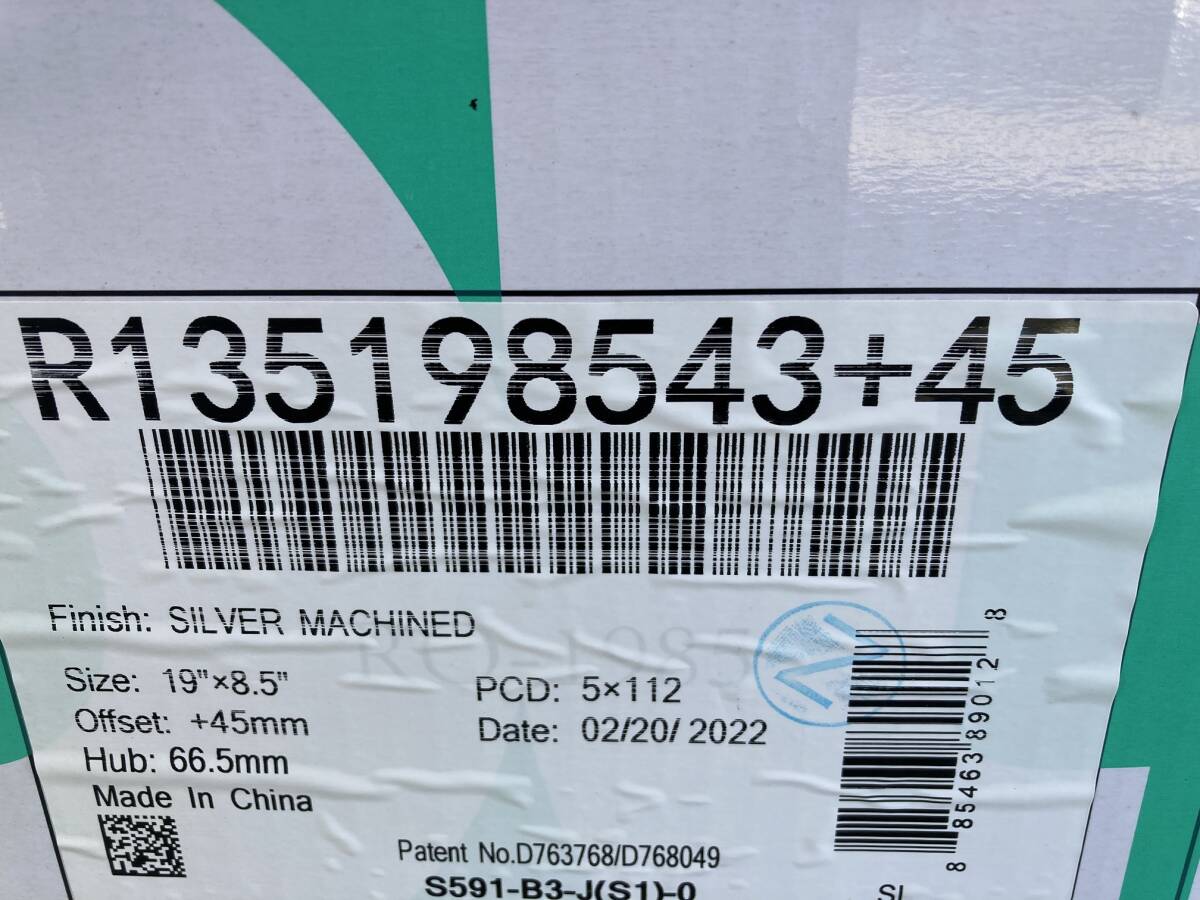 R135198543+45
Finish: SILVER MACHINED
Size: 19"×8.5"
PCD: 5×112
Offset: +45mm
Date: 02/20/ 2022
Hub: 66.5mm
Made In China
8 85463 89012 8
Patent No.D763768/D768049
S591-B3-J(S1)-0